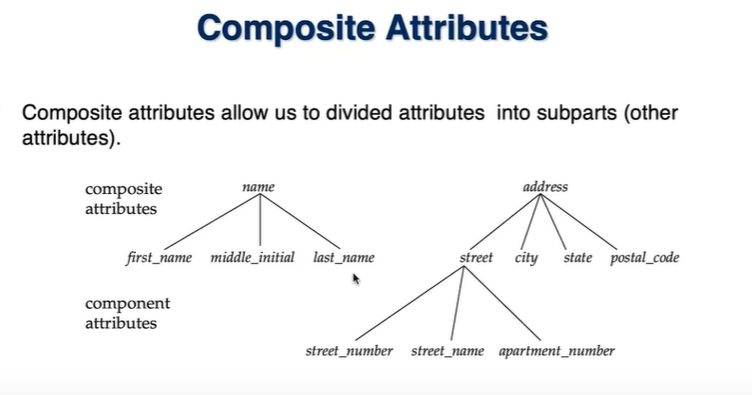 Composite Attributes
Composite attributes allow us to divided attributes into subparts (other
attributes).
composite
attributes
name
address
first_name middle_initial last_name
street city state postal_code
component
attributes
street_number street_name apartment_number